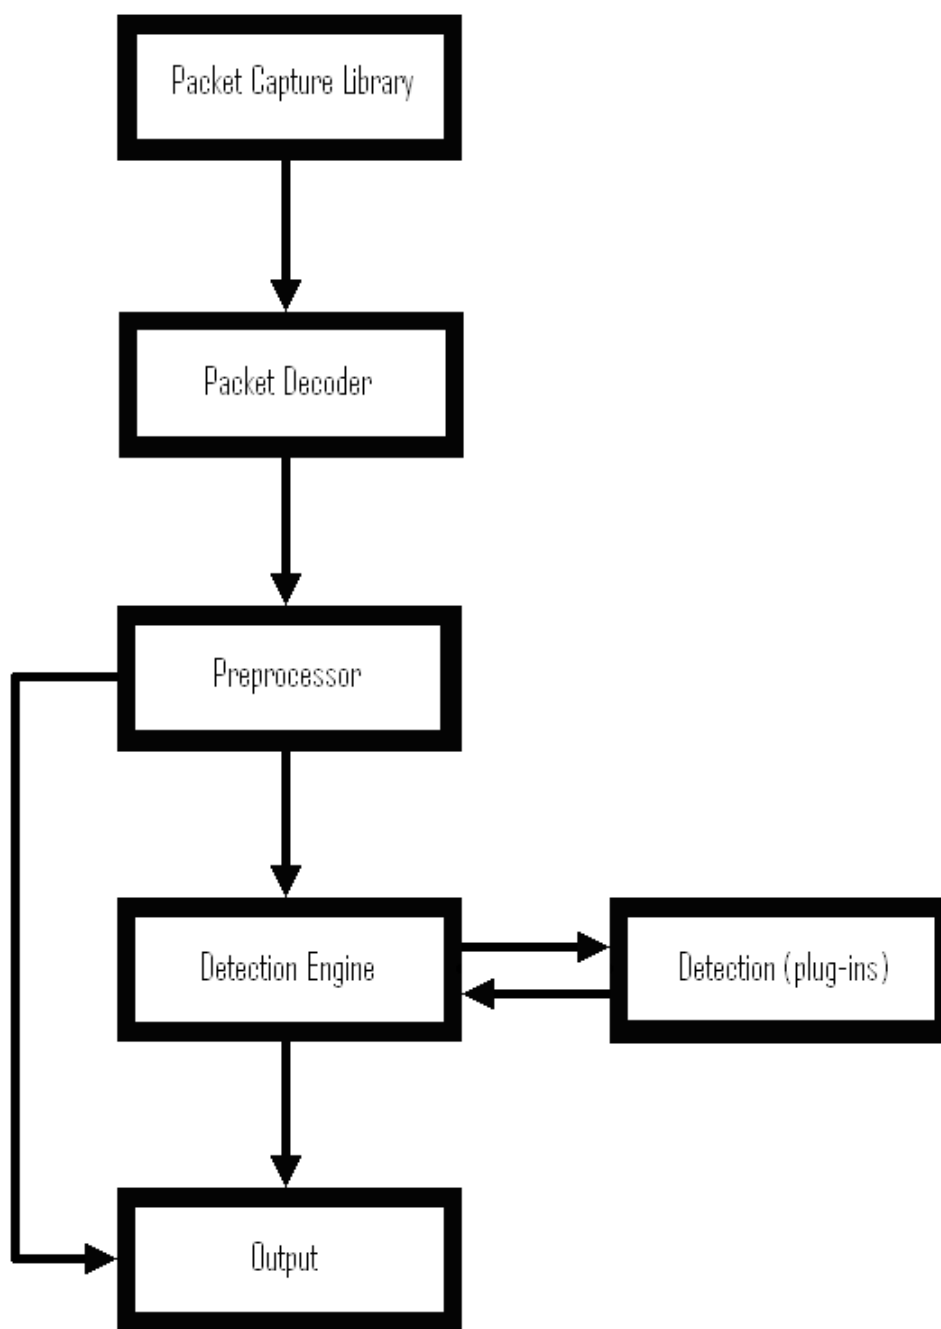 Packet Capture Library
Packet Decoder
Preprocessor
Detection Engine
Detection (plug-ins)
Output